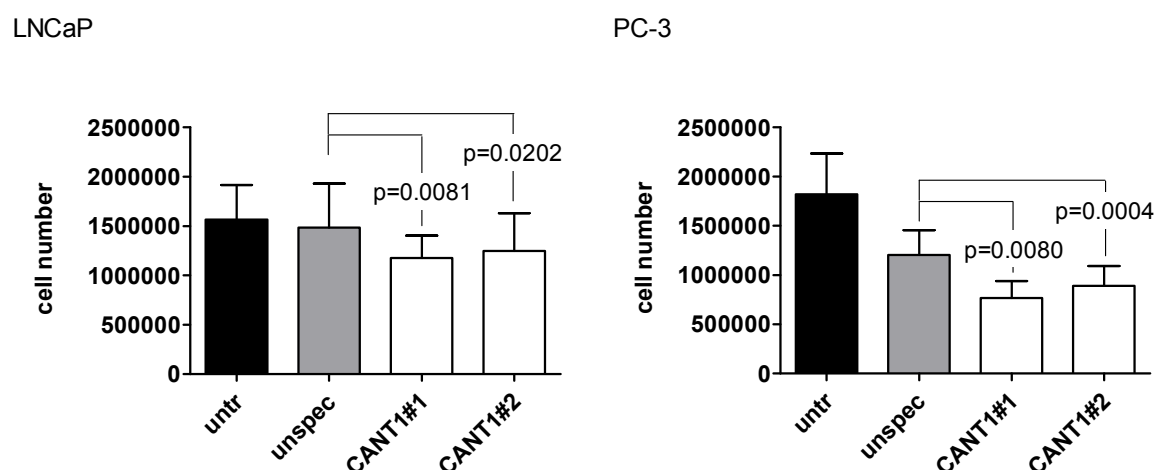 LNCaP
PC-3
cell number
2500000
2000000
1500000
1000000
500000
0
p=0.0081
p=0.0202
untr
unspec
CANT1#1
CANT1#2
cell number
2500000
2000000
1500000
1000000
500000
0
p=0.0080
p=0.0004
untr
unspec
CANT1#1
CANT1#2